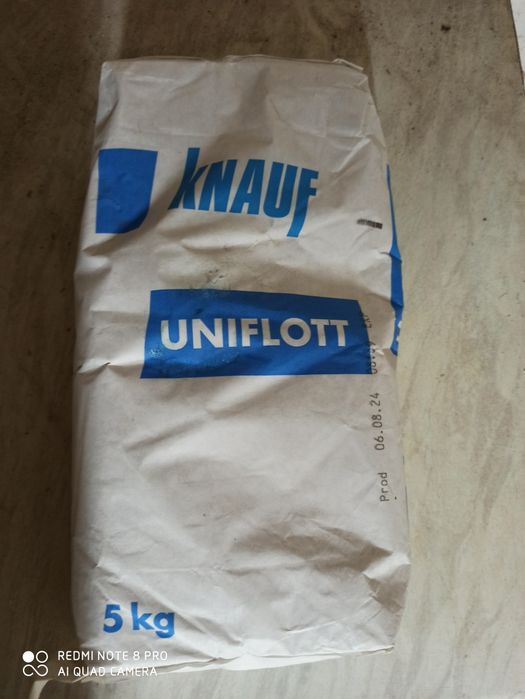 KNAUF
UNIFLOTT
Prod 06.08.24
5 kg
REDMI NOTE 8 PRO
AI QUAD CAMERA